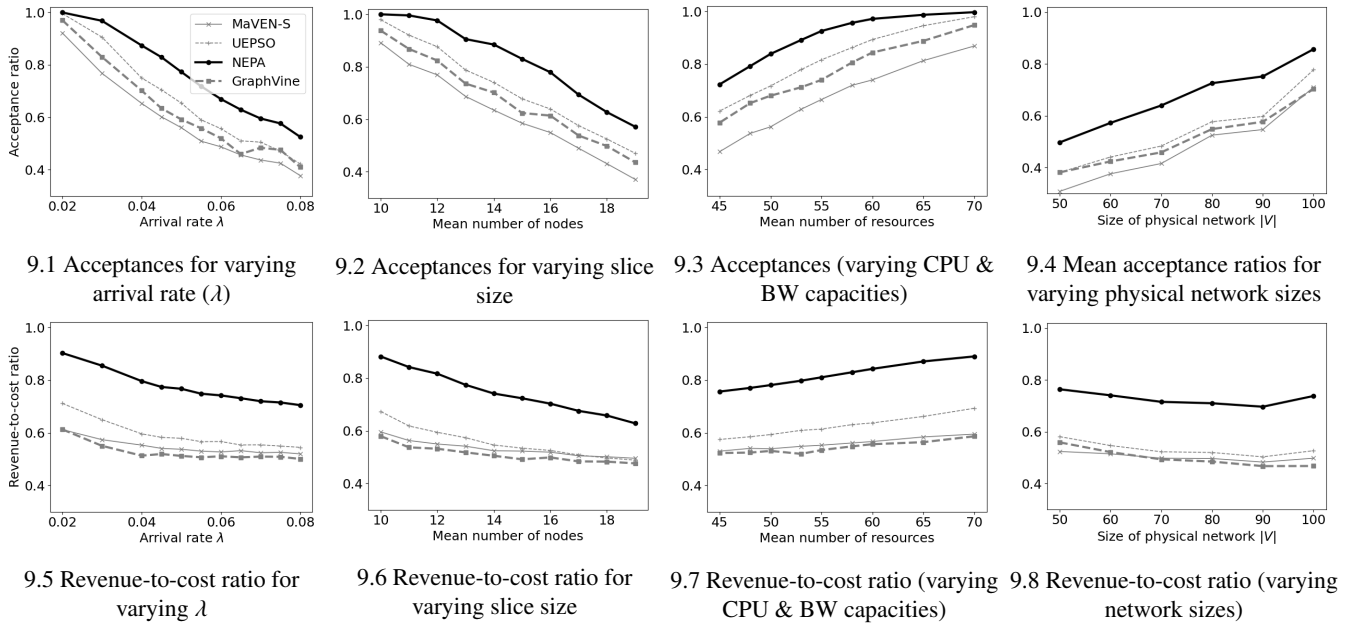 1.0
0.8
0.6
0.4
Acceptance ratio
MaVEN-S
UEPSO
NEPA
GraphVine
0.02 0.04 0.06 0.08
Arrival rate λ
9.1 Acceptances for varying
arrival rate (λ)
1.0
0.8
0.6
0.4
10 12 14 16 18
Mean number of nodes
9.2 Acceptances for varying slice
size
1.0
0.8
0.6
0.4
45 50 55 60 65 70
Mean number of resources
9.3 Acceptances (varying CPU &
BW capacities)
1.0
0.8
0.6
0.4
50 60 70 80 90 100
Size of physical network |V|
9.4 Mean acceptance ratios for
varying physical network sizes
1.0
0.8
0.6
0.4
Revenue-to-cost ratio
0.02 0.04 0.06 0.08
Arrival rate λ
9.5 Revenue-to-cost ratio for
varying λ
1.0
0.8
0.6
0.4
10 12 14 16 18
Mean number of nodes
9.6 Revenue-to-cost ratio for
varying slice size
1.0
0.8
0.6
0.4
45 50 55 60 65 70
Mean number of resources
9.7 Revenue-to-cost ratio (varying
CPU & BW capacities)
1.0
0.8
0.6
0.4
50 60 70 80 90 100
Size of physical network |V|
9.8 Revenue-to-cost ratio (varying
network sizes)